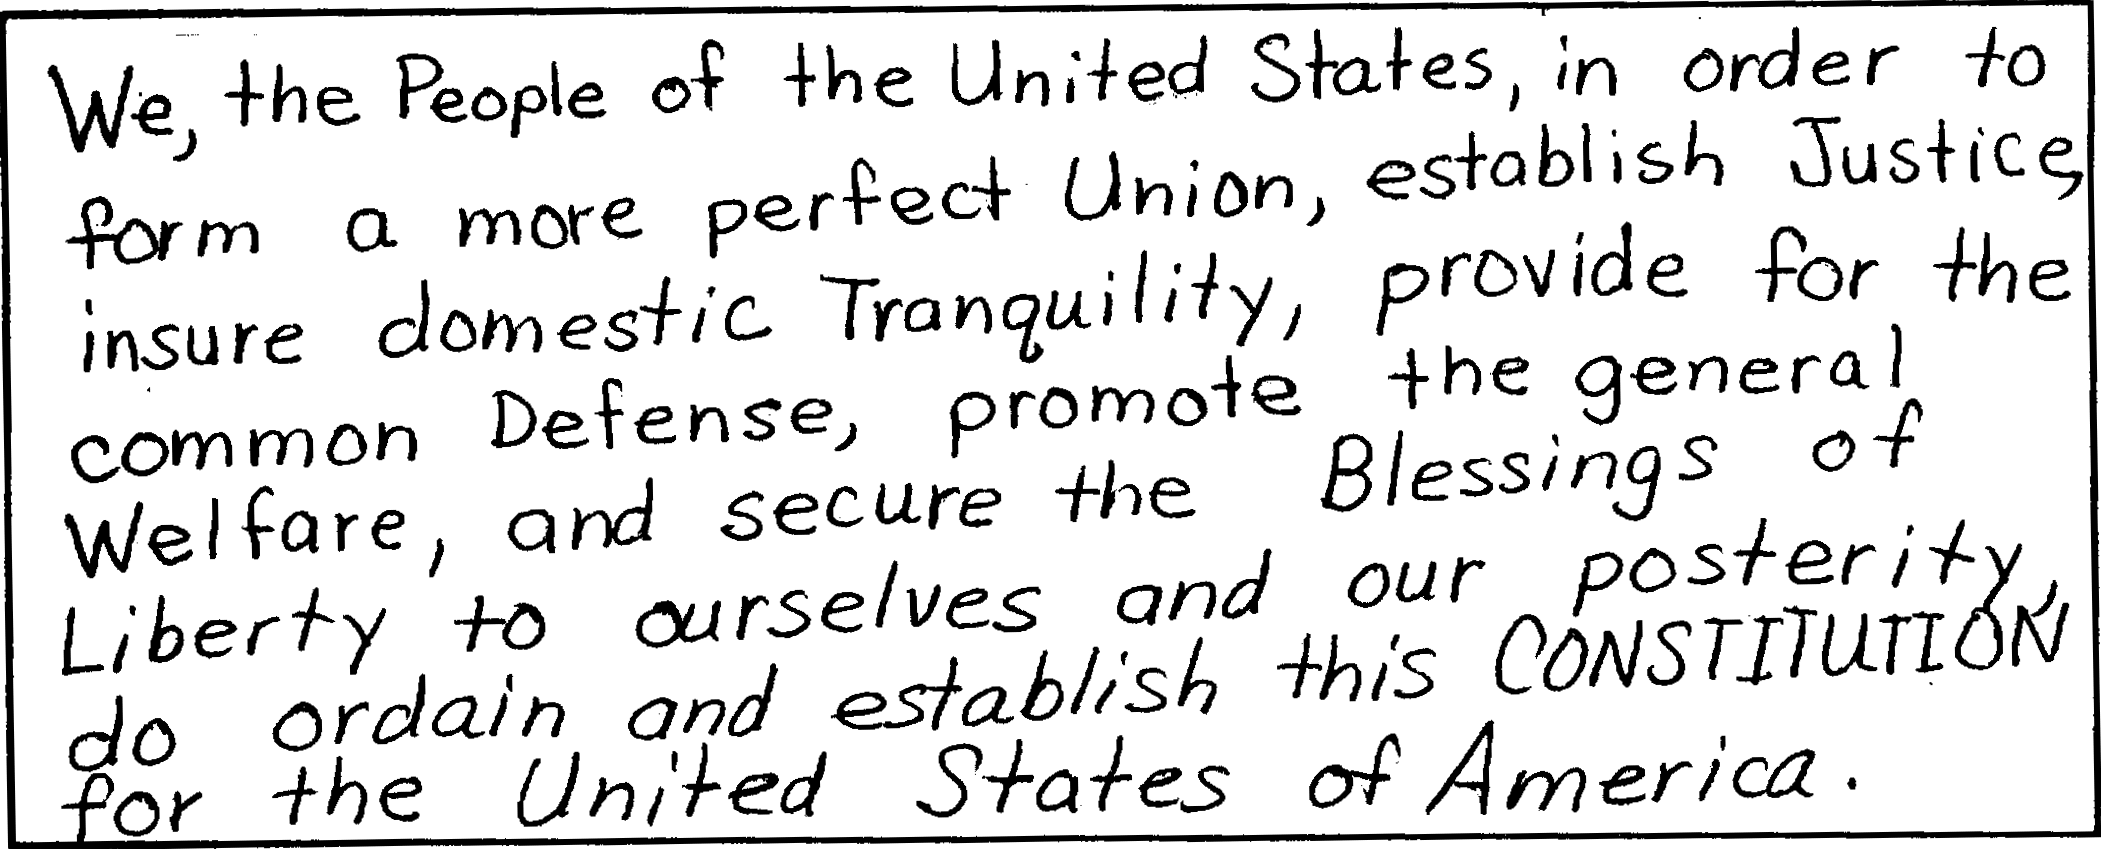 We, the People of the United States, in order to
form a more perfect Union, establish Justice,
insure domestic Tranquility, provide for the
common Defense, promote the general
Welfare, and secure the Blessings of
Liberty to ourselves and our posterity,
do ordain and establish this CONSTITUTION
for the United States of America.